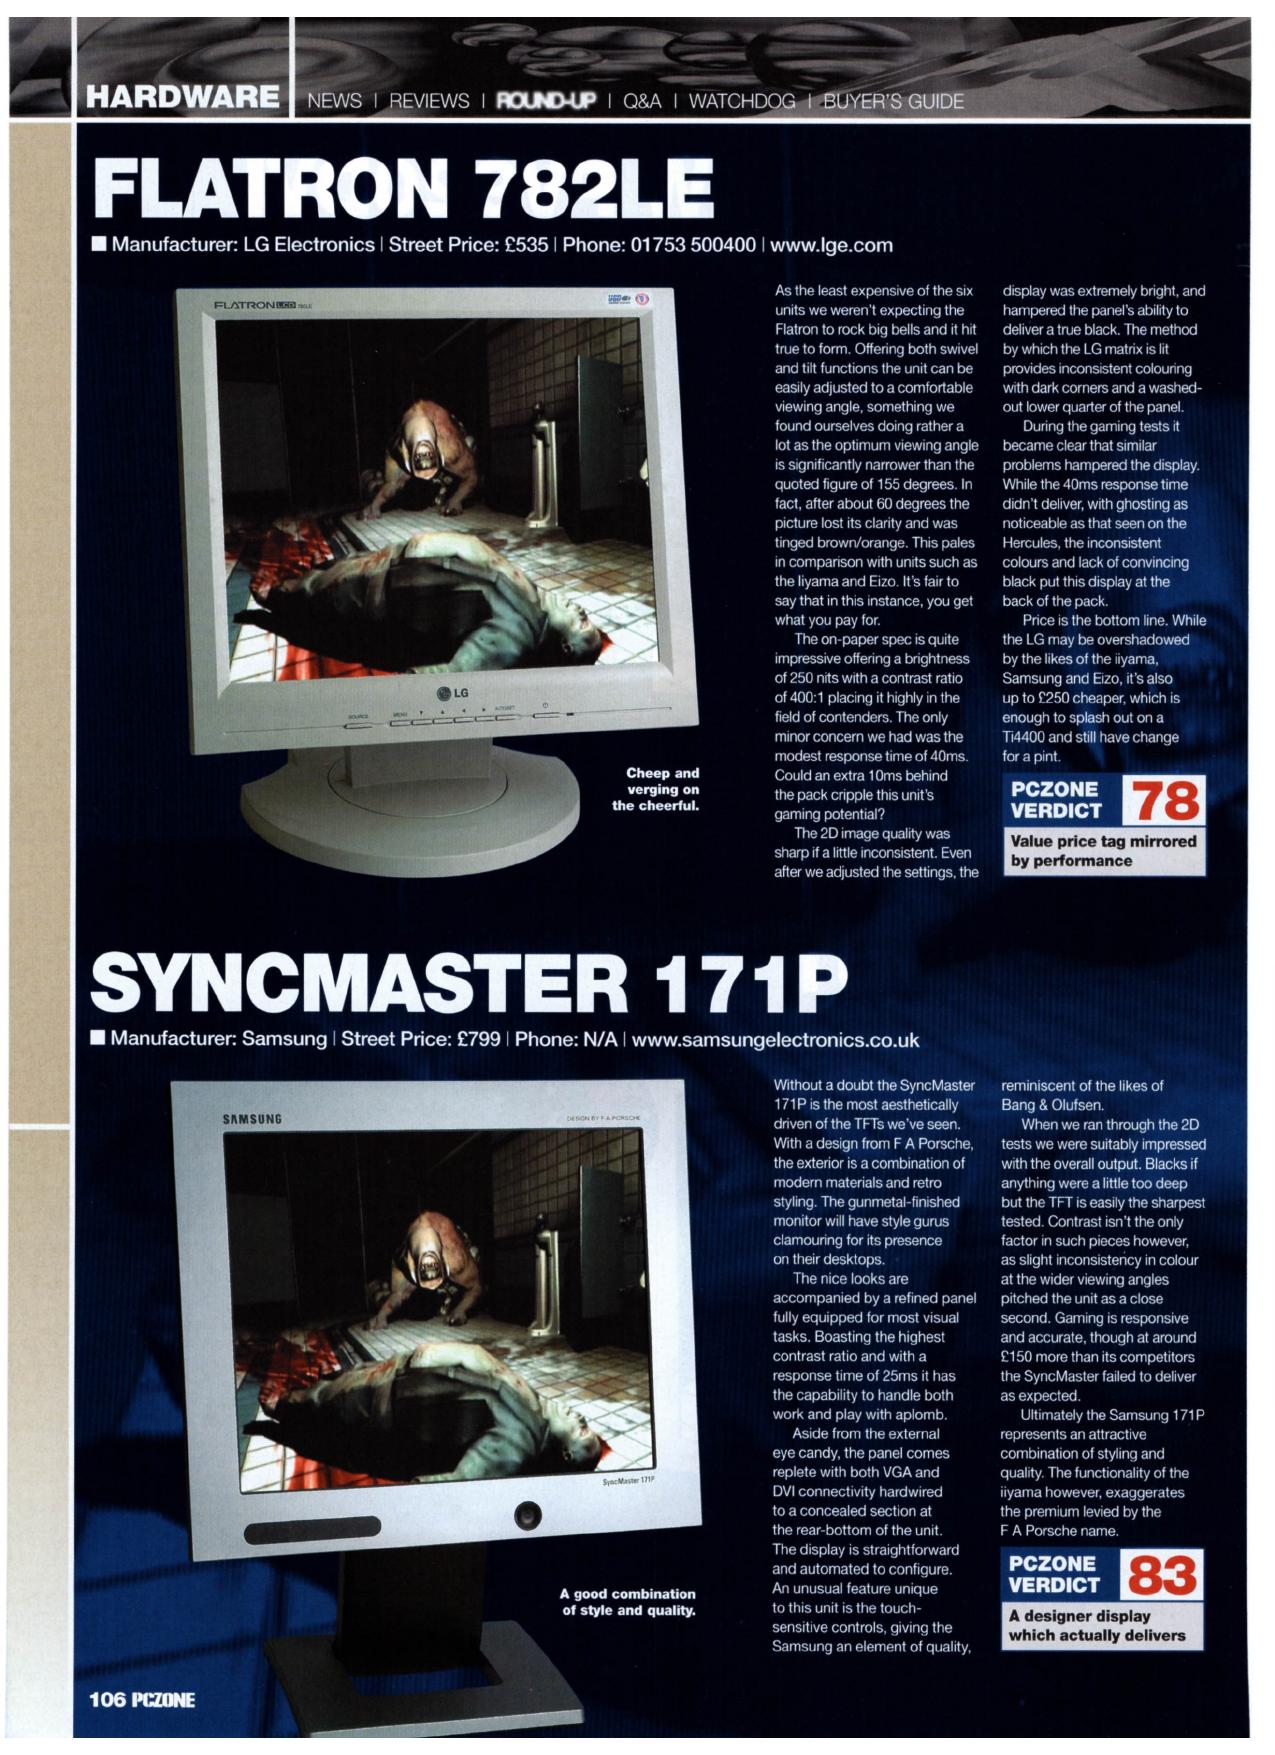 HARDWARE
NEWS | REVIEWS | ROUND-UP | Q&A | WATCHDOG | BUYER'S GUIDE
FLATRON 782LE
■ Manufacturer: LG Electronics | Street Price: £535 | Phone: 01753 500400 | www.lge.com
FLATRON LCD 782LE
LG
SOURCE
MENU
AUTO/SET
Cheep and
verging on
the cheerful.
As the least expensive of the six
units we weren't expecting the
Flatron to rock big bells and it hit
true to form. Offering both swivel
and tilt functions the unit can be
easily adjusted to a comfortable
viewing angle, something we
found ourselves doing rather a
lot as the optimum viewing angle
is significantly narrower than the
quoted figure of 155 degrees. In
fact, after about 60 degrees the
picture lost its clarity and was
tinged brown/orange. This pales
in comparison with units such as
the Iiyama and Eizo. It's fair to
say that in this instance, you get
what you pay for.
The on-paper spec is quite
impressive offering a brightness
of 250 nits with a contrast ratio
of 400:1 placing it highly in the
field of contenders. The only
minor concern we had was the
modest response time of 40ms.
Could an extra 10ms behind
the pack cripple this unit's
gaming potential?
The 2D image quality was
sharp if a little inconsistent. Even
after we adjusted the settings, the
display was extremely bright, and
hampered the panel's ability to
deliver a true black. The method
by which the LG matrix is lit
provides inconsistent colouring
with dark corners and a washed-
out lower quarter of the panel.
During the gaming tests it
became clear that similar
problems hampered the display.
While the 40ms response time
didn't deliver, with ghosting as
noticeable as that seen on the
Hercules, the inconsistent
colours and lack of convincing
black put this display at the
back of the pack.
Price is the bottom line. While
the LG may be overshadowed
by the likes of the iiyama,
Samsung and Eizo, it's also
up to £250 cheaper, which is
enough to splash out on a
Ti4400 and still have change
for a pint.
PCZONE
VERDICT
78
Value price tag mirrored
by performance
SYNCMASTER 171P
■ Manufacturer: Samsung | Street Price: £799 | Phone: N/A | www.samsungelectronics.co.uk
SAMSUNG
DESIGN BY F·A·PORSCHE
SyncMaster 171P
A good combination
of style and quality.
Without a doubt the SyncMaster
171P is the most aesthetically
driven of the TFTs we've seen.
With a design from F A Porsche,
the exterior is a combination of
modern materials and retro
styling. The gunmetal-finished
monitor will have style gurus
clamouring for its presence
on their desktops.
The nice looks are
accompanied by a refined panel
fully equipped for most visual
tasks. Boasting the highest
contrast ratio and with a
response time of 25ms it has
the capability to handle both
work and play with aplomb.
Aside from the external
eye candy, the panel comes
replete with both VGA and
DVI connectivity hardwired
to a concealed section at
the rear-bottom of the unit.
The display is straightforward
and automated to configure.
An unusual feature unique
to this unit is the touch-
sensitive controls, giving the
Samsung an element of quality,
reminiscent of the likes of
Bang & Olufsen.
When we ran through the 2D
tests we were suitably impressed
with the overall output. Blacks if
anything were a little too deep
but the TFT is easily the sharpest
tested. Contrast isn't the only
factor in such pieces however,
as slight inconsistency in colour
at the wider viewing angles
pitched the unit as a close
second. Gaming is responsive
and accurate, though at around
£150 more than its competitors
the SyncMaster failed to deliver
as expected.
Ultimately the Samsung 171P
represents an attractive
combination of styling and
quality. The functionality of the
iiyama however, exaggerates
the premium levied by the
F A Porsche name.
PCZONE
VERDICT
83
A designer display
which actually delivers
106 PCZONE